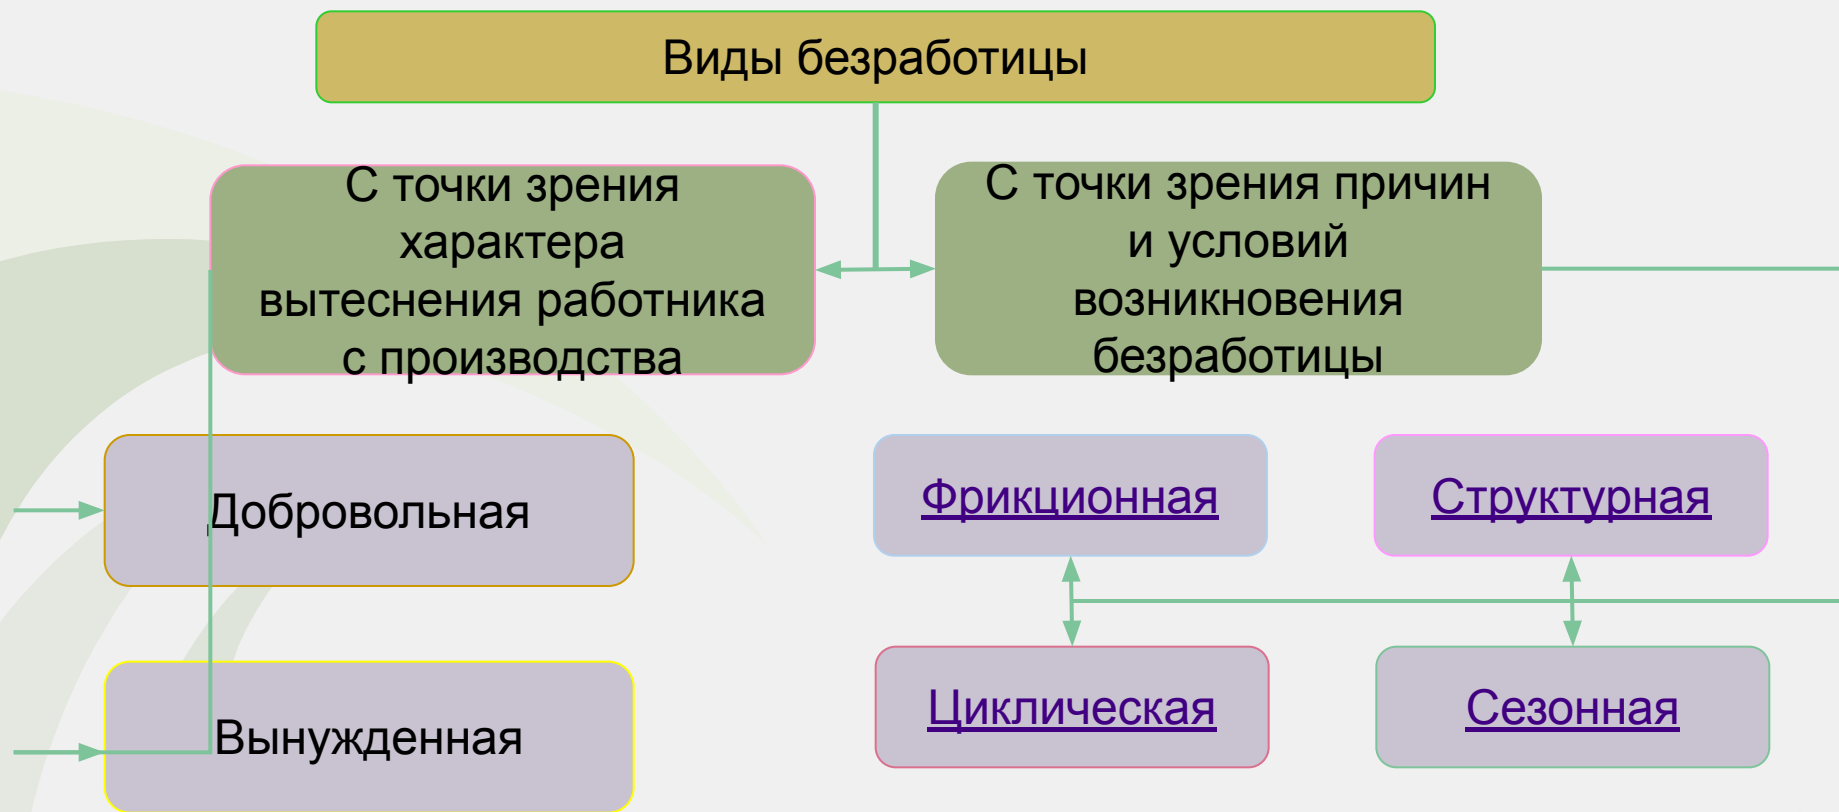 Виды безработицы
С точки зрения
характера
вытеснения работника
с производства
С точки зрения причин
и условий
возникновения
безработицы
Добровольная
Вынужденная
Фрикционная
Структурная
Циклическая
Сезонная